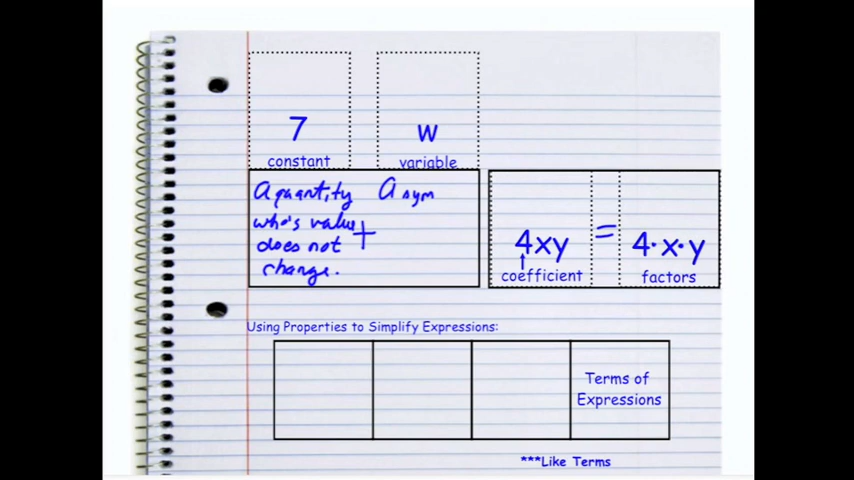 7
constant
w
variable
A quantity
who's value
does not
change.
+
A sym
4xy
coefficient
=
4·x·y
factors
Using Properties to Simplify Expressions:
Terms of
Expressions
***Like Terms